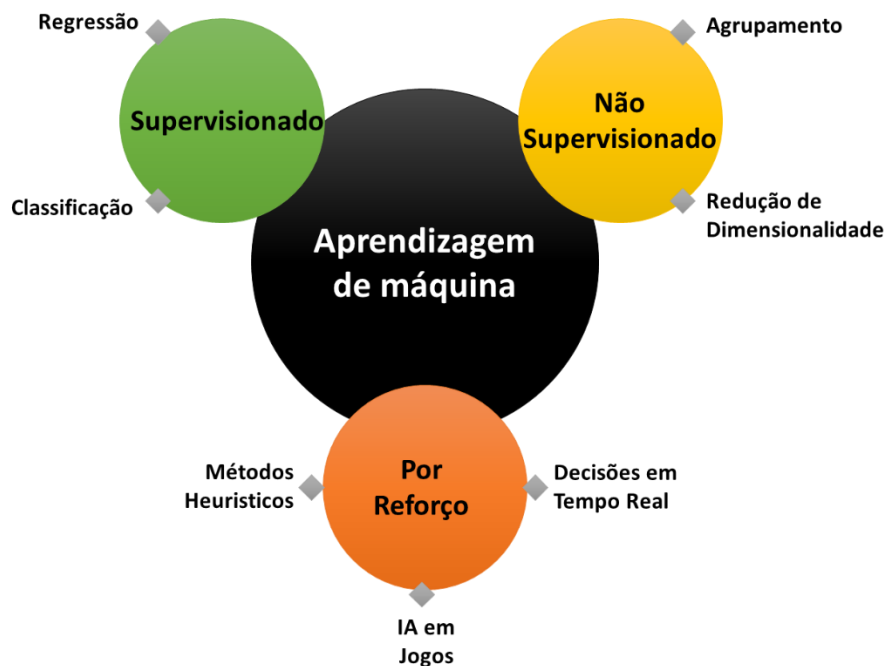 Regressão
Supervisionado
Classificação
Agrupamento
Não
Supervisionado
Redução de
Dimensionalidade
Aprendizagem
de máquina
Métodos
Heuristicos
Por
Reforço
Decisões em
Tempo Real
IA em
Jogos